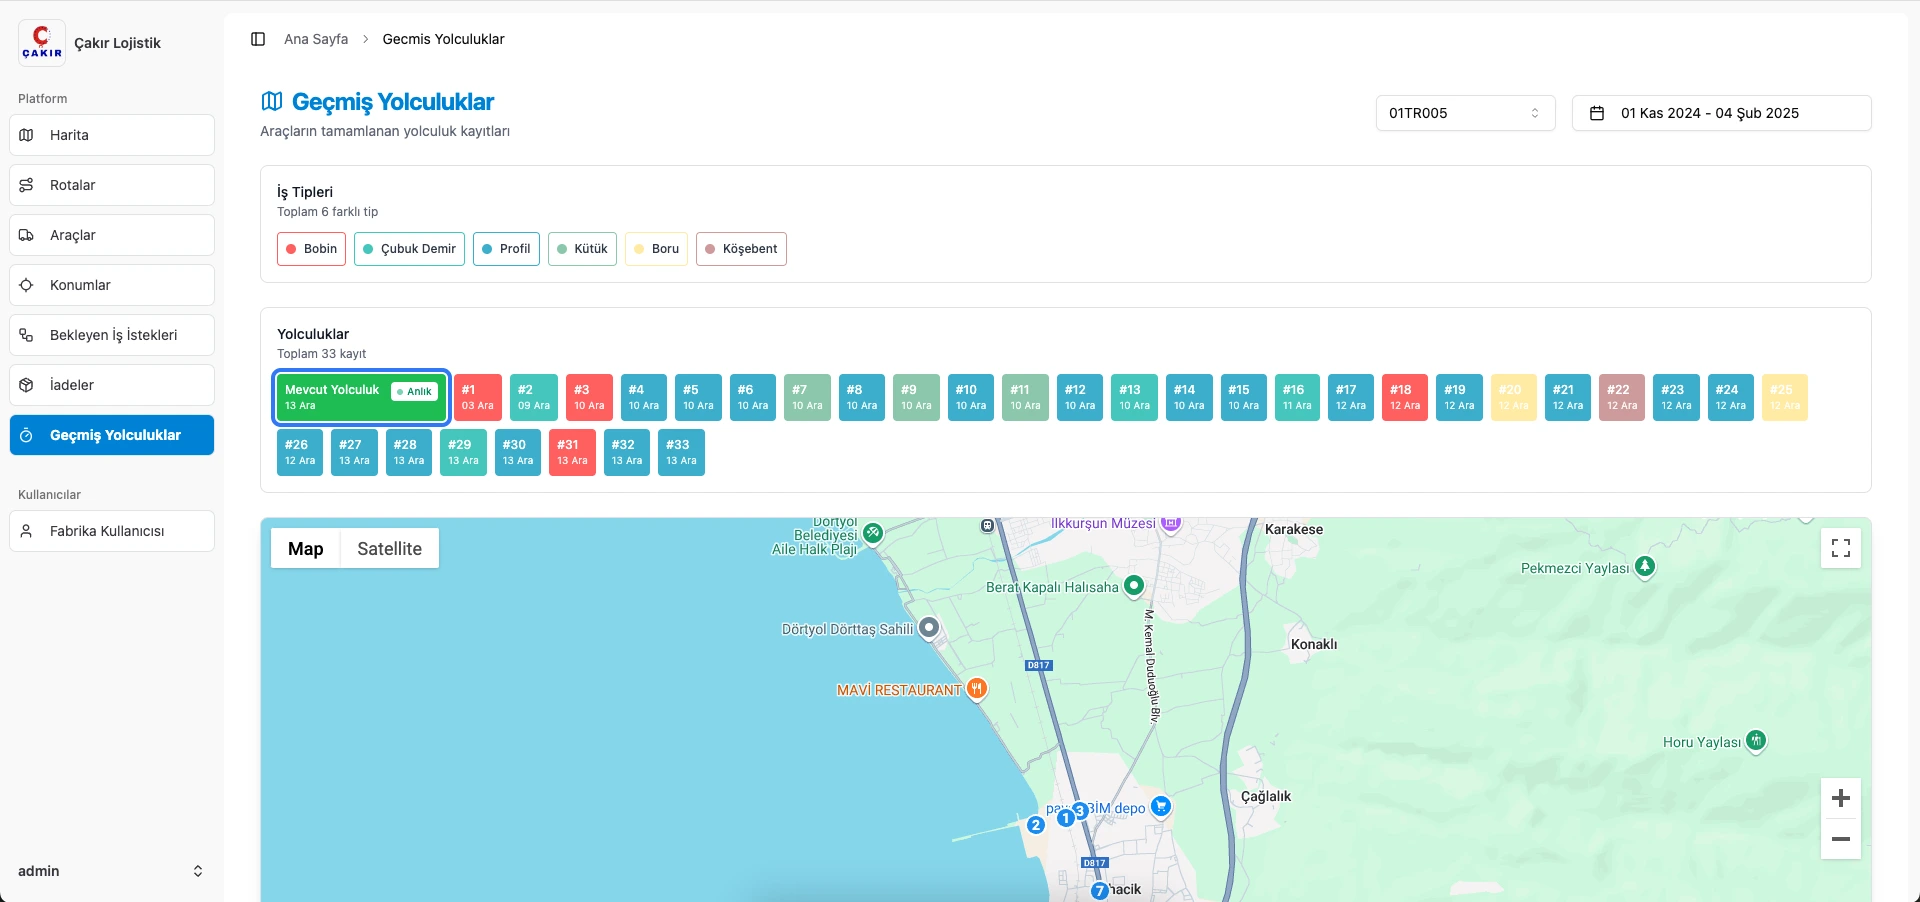 ÇAKIR
Çakır Lojistik
Platform
Harita
Rotalar
Araçlar
Konumlar
Bekleyen İş İstekleri
İadeler
Geçmiş Yolculuklar
Kullanıcılar
Fabrika Kullanıcısı
admin
Ana Sayfa > Gecmis Yolculuklar
Geçmiş Yolculuklar
Araçların tamamlanan yolculuk kayıtları
01TR005
01 Kas 2024 - 04 Şub 2025
İş Tipleri
Toplam 6 farklı tip
Bobin Çubuk Demir Profil Kütük Boru Köşebent
Yolculuklar
Toplam 33 kayıt
Mevcut Yolculuk Anlık #1 #2 #3 #4 #5 #6 #7 #8 #9 #10 #11 #12 #13 #14 #15 #16 #17 #18 #19 #20 #21 #22 #23 #24 #25
13 Ara 03 Ara 09 Ara 10 Ara 10 Ara 10 Ara 10 Ara 10 Ara 10 Ara 10 Ara 10 Ara 10 Ara 10 Ara 10 Ara 10 Ara 10 Ara 11 Ara 12 Ara 12 Ara 12 Ara 12 Ara 12 Ara 12 Ara 12 Ara 12 Ara 12 Ara
#26 #27 #28 #29 #30 #31 #32 #33
12 Ara 13 Ara 13 Ara 13 Ara 13 Ara 13 Ara 13 Ara 13 Ara
Map Satellite
Dörtyol
Belediyesi
Aile Halk Plajı
İlkkurşun Müzesi
Karakese
Pekmezci Yaylası
Berat Kapalı Halısaha
Dörtyol Dörttaş Sahili
M. Kemal Duduoğlu Blv.
Konaklı
D817
MAVİ RESTAURANT
Horu Yaylası
Çağlalık
BİM depo
2 1 3
D817
7